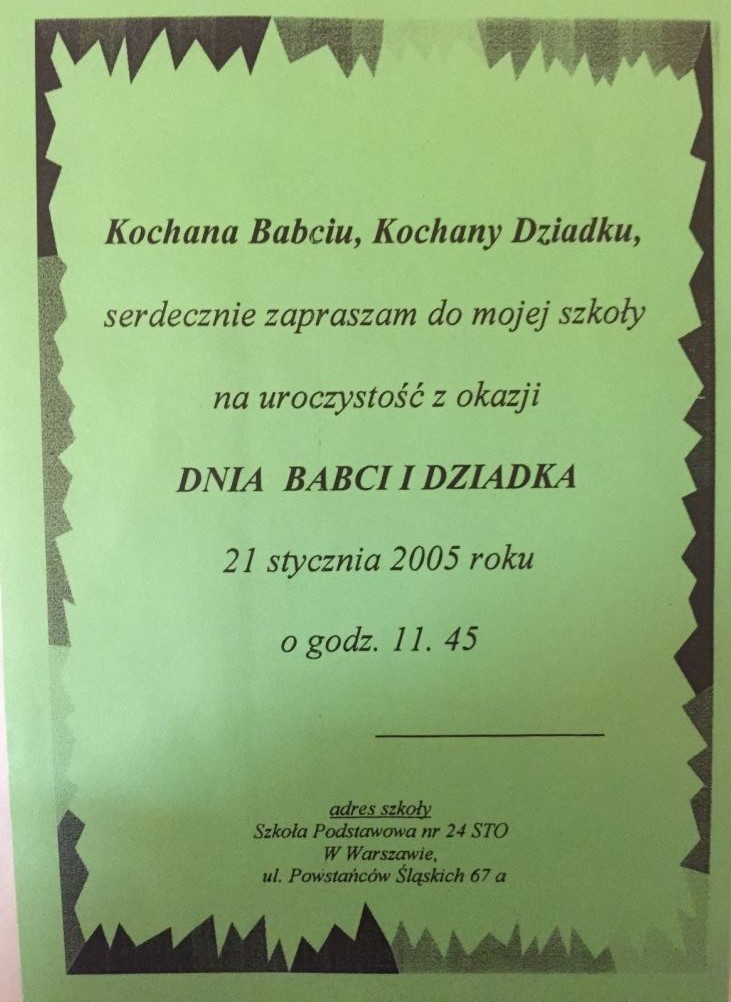 Kochana Babciu, Kochany Dziadku,
serdecznie zapraszam do mojej szkoły
na uroczystość z okazji
DNIA BABCI I DZIADKA
21 stycznia 2005 roku
o godz. 11. 45
adres szkoły
Szkoła Podstawowa nr 24 STO
W Warszawie,
ul. Powstańców Śląskich 67 a